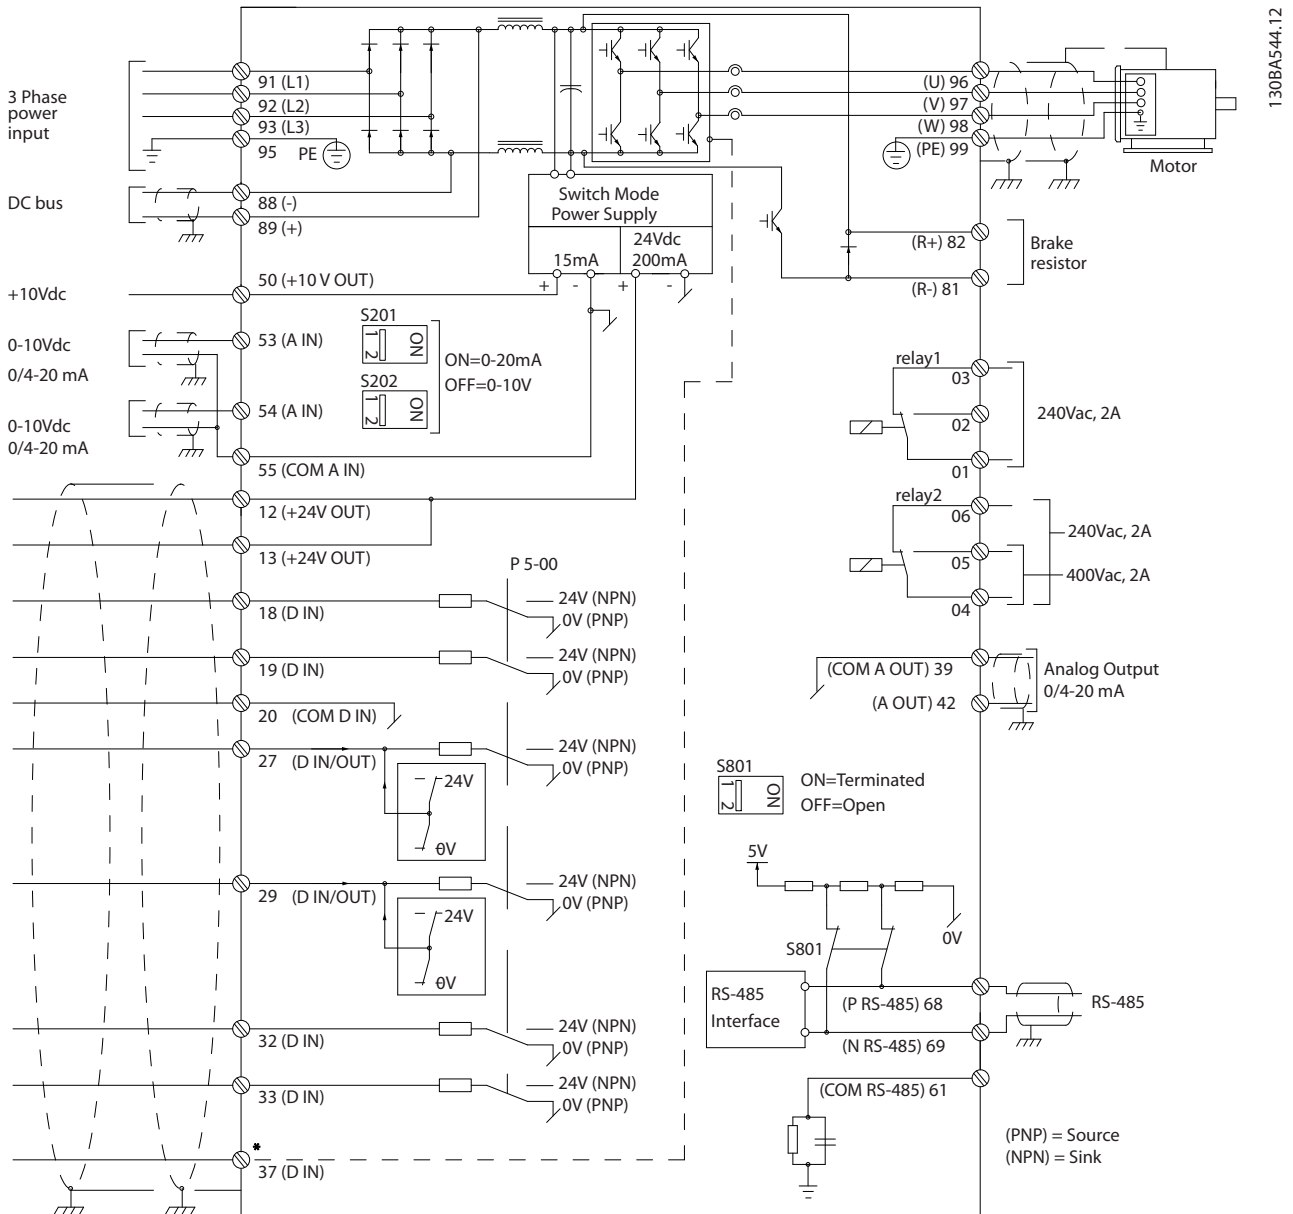 130BA544.12
3 Phase
power
input
91 (L1)
92 (L2)
93 (L3)
95 PE
DC bus
88 (-)
89 (+)
+10Vdc
50 (+10 V OUT)
0-10Vdc
0/4-20 mA
53 (A IN)
0-10Vdc
0/4-20 mA
54 (A IN)
55 (COM A IN)
12 (+24V OUT)
13 (+24V OUT)
18 (D IN)
19 (D IN)
20 (COM D IN)
27 (D IN/OUT)
24V
0V
29 (D IN/OUT)
24V
0V
32 (D IN)
33 (D IN)
*
37 (D IN)
S201
1 2 ON
S202
1 2 ON
ON=0-20mA
OFF=0-10V
P 5-00
24V (NPN)
0V (PNP)
24V (NPN)
0V (PNP)
24V (NPN)
0V (PNP)
24V (NPN)
0V (PNP)
24V (NPN)
0V (PNP)
24V (NPN)
0V (PNP)
Switch Mode
Power Supply
24Vdc
15mA 200mA
+ - + -
(U) 96
(V) 97
(W) 98
(PE) 99
Motor
(R+) 82
(R-) 81
Brake
resistor
relay1
03
02
01
240Vac, 2A
relay2
06
05
04
240Vac, 2A
400Vac, 2A
(COM A OUT) 39
(A OUT) 42
Analog Output
0/4-20 mA
S801
1 2 ON
ON=Terminated
OFF=Open
5V
0V
S801
RS-485
Interface
(P RS-485) 68
(N RS-485) 69
RS-485
(COM RS-485) 61
(PNP) = Source
(NPN) = Sink